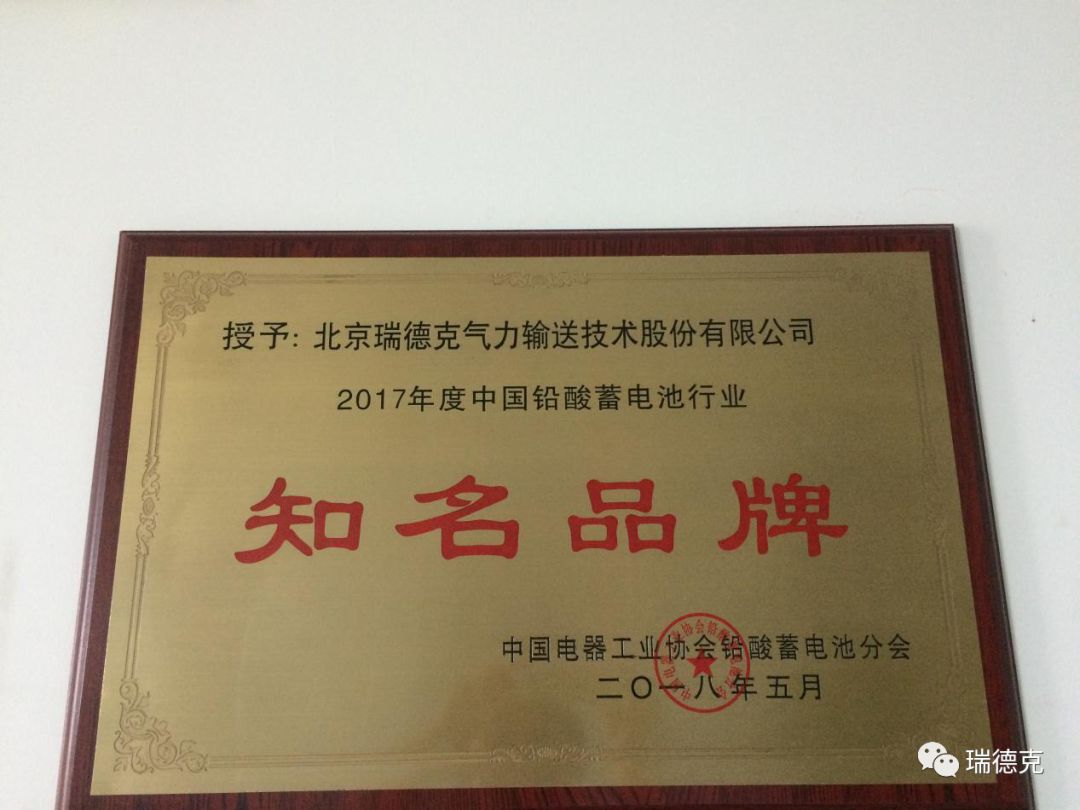 授予: 北京瑞德克气力输送技术股份有限公司
2017年度中国铅酸蓄电池行业
知名品牌
中国电器工业协会铅酸蓄电池分会
二〇一八年五月
瑞德克